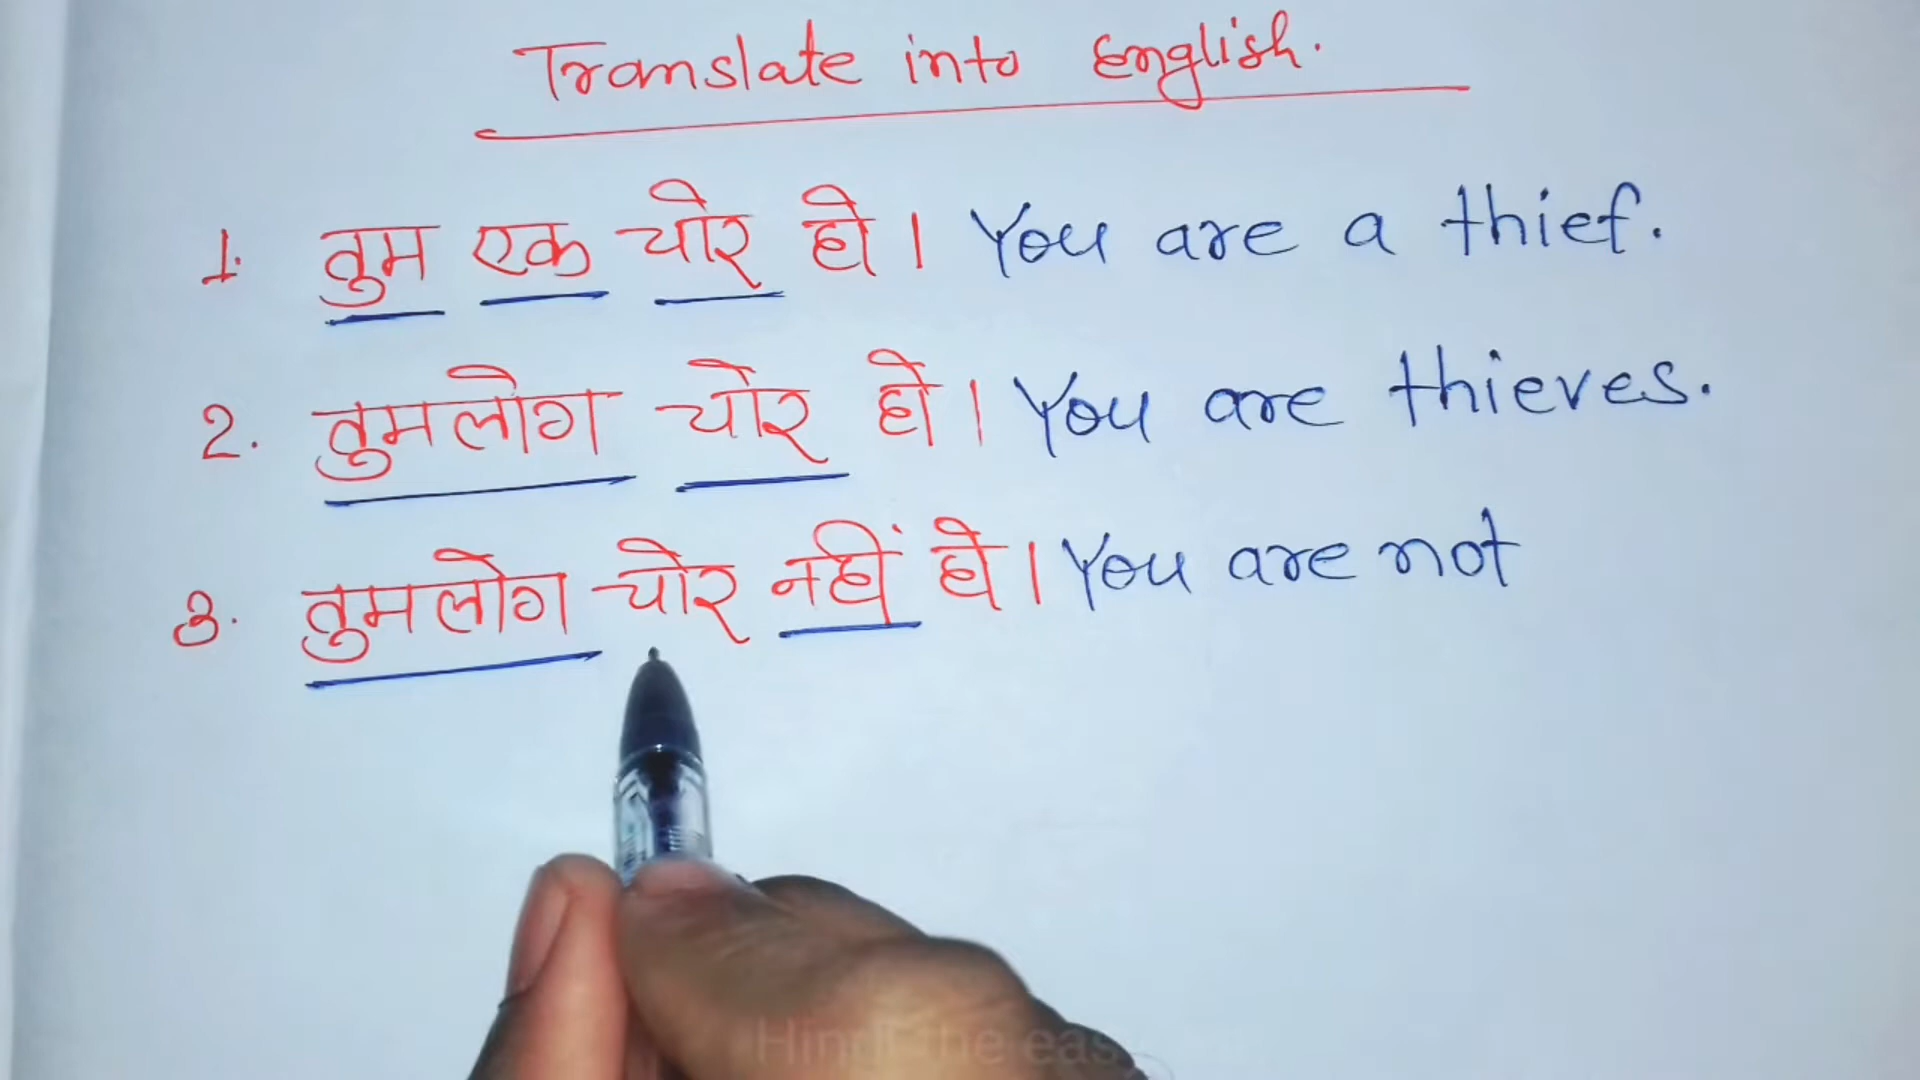 Translate into English.
1. तुम एक चोर हो। You are a thief.
2. तुमलोग चोर हो। You are thieves.
3. तुमलोग चोर नहीं हो। You are not